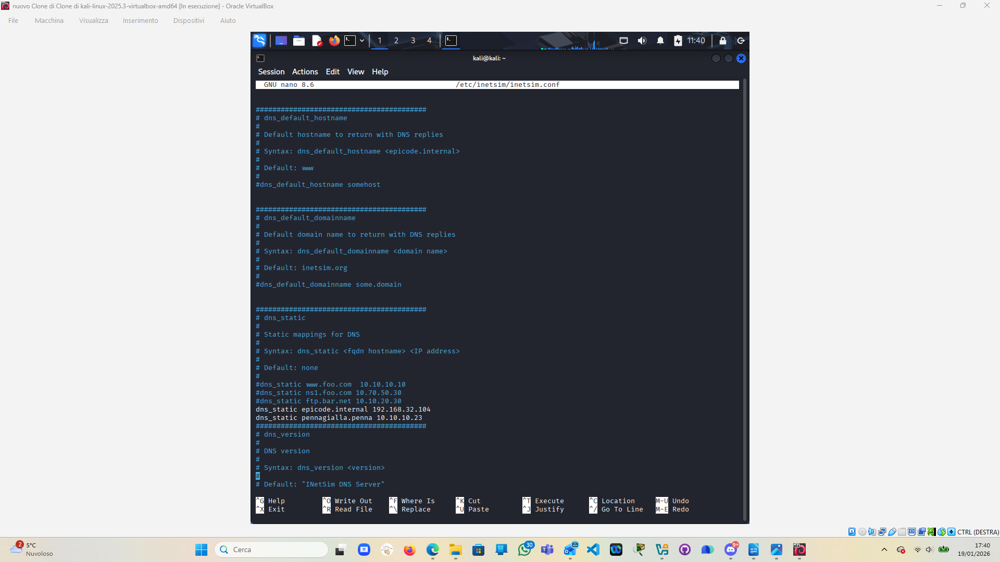 nuovo Clone di Clone di kali-linux-2025.3-virtualbox-amd64 [In esecuzione] - Oracle VirtualBox
File Macchina Visualizza Inserimento Dispositivi Aiuto
1 2 3 4 11:40
kali@kali: ~
Session Actions Edit View Help
GNU nano 8.6 /etc/inetsim/inetsim.conf
#########################################
# dns_default_hostname
#
# Default hostname to return with DNS replies
#
# Syntax: dns_default_hostname <epicode.internal>
#
# Default: www
#
#dns_default_hostname somehost
#########################################
# dns_default_domainname
#
# Default domain name to return with DNS replies
#
# Syntax: dns_default_domainname <domain name>
#
# Default: inetsim.org
#
#dns_default_domainname some.domain
#########################################
# dns_static
#
# Static mappings for DNS
#
# Syntax: dns_static <fqdn hostname> <IP address>
#
# Default: none
#
#dns_static www.foo.com  10.10.10.10
#dns_static ns1.foo.com 10.70.50.30
#dns_static ftp.bar.net 10.10.20.30
dns_static epicode.internal 192.168.32.104
dns_static pennagialla.penna 10.10.10.23
#########################################
# dns_version
#
# DNS version
#
# Syntax: dns_version <version>
#
# Default: "INetSim DNS Server"
^G Help ^O Write Out ^F Where Is ^K Cut ^T Execute ^C Location M-U Undo
^X Exit ^R Read File ^\ Replace ^U Paste ^J Justify ^/ Go To Line M-E Redo
CTRL (DESTRA)
2 5°C
Nuvoloso
Cerca
30
9+
17:40
19/01/2026